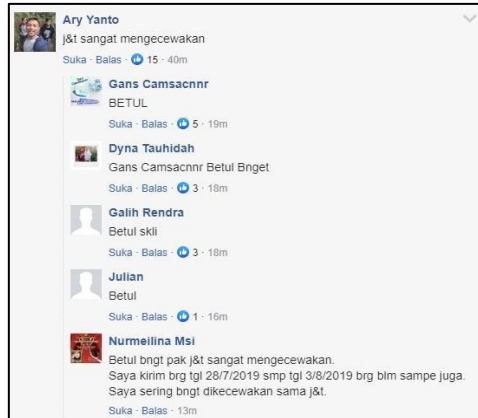 Ary Yanto
j&t sangat mengecewakan
Suka · Balas · 15 · 40m
Gans Camsacnnr
BETUL
Suka · Balas · 5 · 19m
Dyna Tauhidah
Gans Camsacnnr Betul Bnget
Suka · Balas · 3 · 18m
Galih Rendra
Betul skli
Suka · Balas · 3 · 18m
Julian
Betul
Suka · Balas · 1 · 16m
Nurmeilina Msi
Betul bngt pak j&t sangat mengecewakan.
Saya kirim brg tgl 28/7/2019 smp tgl 3/8/2019 brg blm sampe juga.
Saya sering bngt dikecewakan sama j&t.
Suka · Balas · 13m